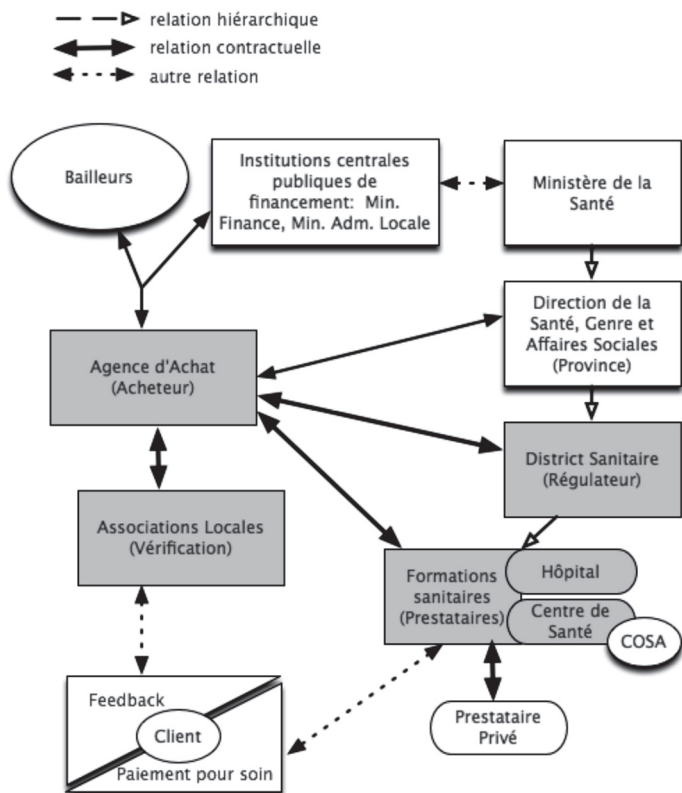 relation hiérarchique
relation contractuelle
autre relation
Bailleurs
Institutions centrales
publiques de
financement: Min.
Finance, Min. Adm. Locale
Ministère de la
Santé
Direction de la
Santé, Genre et
Affaires Sociales
(Province)
Agence d'Achat
(Acheteur)
District Sanitaire
(Régulateur)
Associations Locales
(Vérification)
Formations
sanitaires
(Prestataires)
Hôpital
Centre de
Santé
COSA
Feedback
Client
Paiement pour soin
Prestataire
Privé